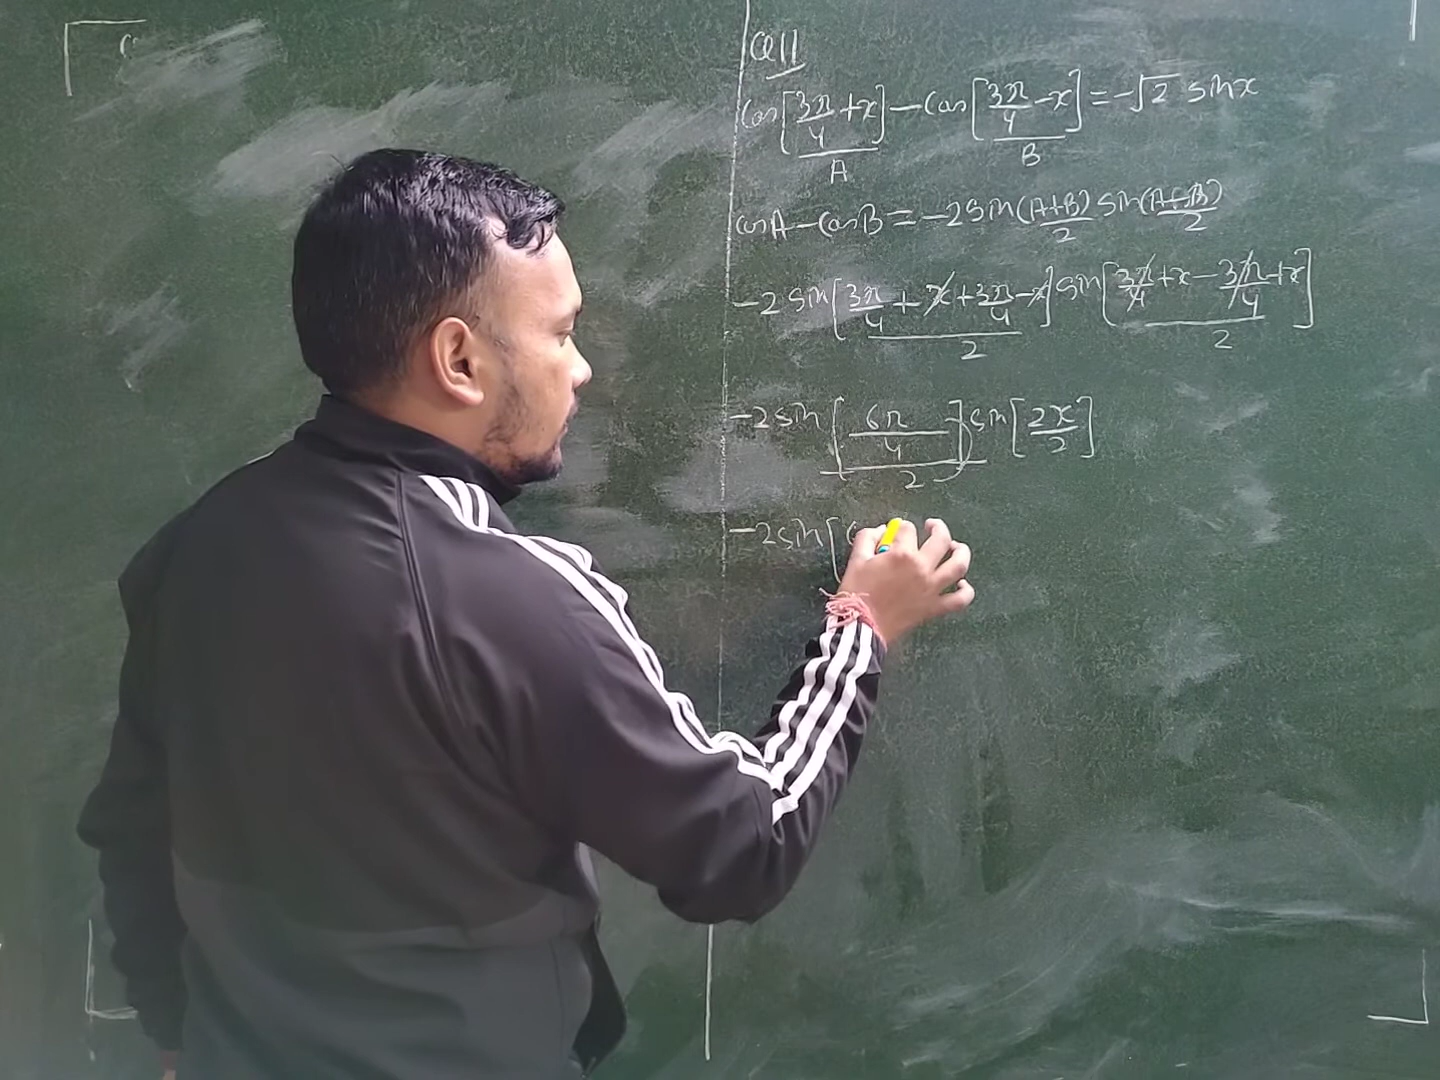 Q11
cos[3π/4 + x] - cos[3π/4 - x] = -√2 sinx
A B
cosA - cosB = -2 sin(A+B)/2 sin(A-B)/2
-2 sin[3π/4 + x + 3π/4 - x]/2 sin[3π/4 + x - 3π/4 + x]/2
-2 sin[6π/4]/2 sin[2x/2]
-2 sin[